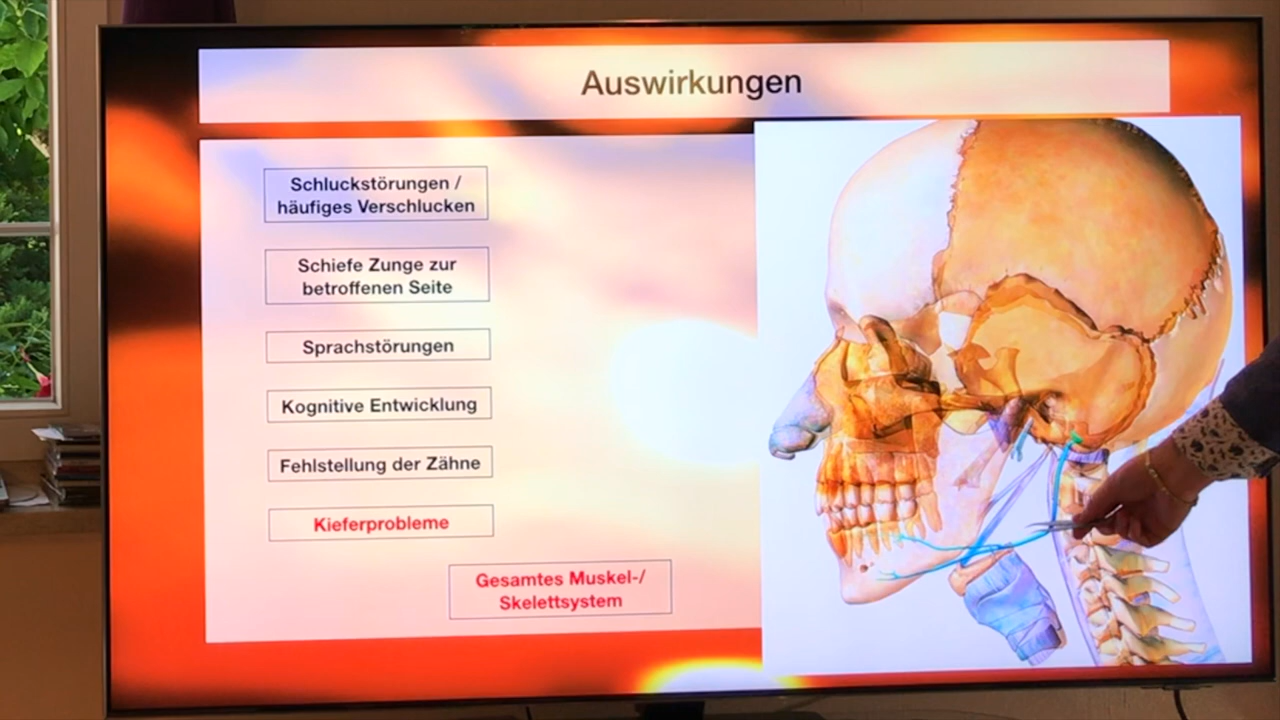 Auswirkungen
Schluckstörungen /
häufiges Verschlucken
Schiefe Zunge zur
betroffenen Seite
Sprachstörungen
Kognitive Entwicklung
Fehlstellung der Zähne
Kieferprobleme
Gesamtes Muskel-/
Skelettsystem